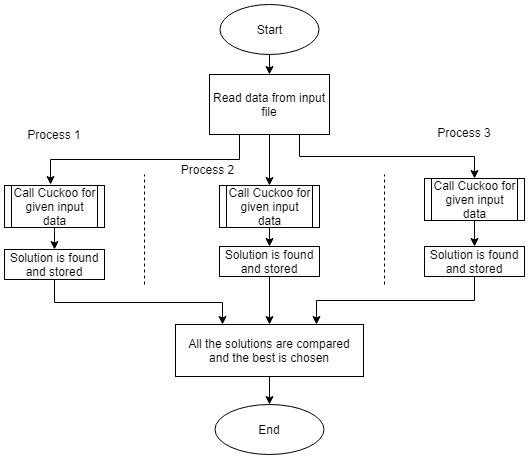 Start
Read data from input
file
Process 1
Process 2
Process 3
Call Cuckoo for
given input
data
Call Cuckoo for
given input
data
Call Cuckoo for
given input
data
Solution is found
and stored
Solution is found
and stored
Solution is found
and stored
All the solutions are compared
and the best is chosen
End